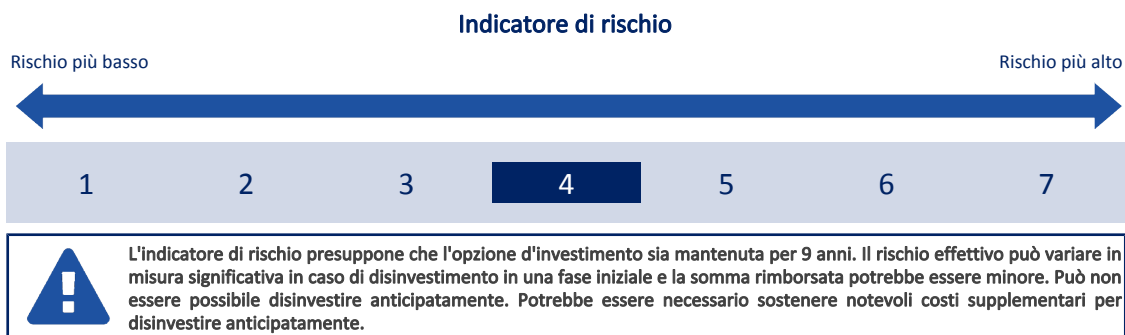 Indicatore di rischio
Rischio più basso
Rischio più alto
1 2 3 4 5 6 7
L'indicatore di rischio presuppone che l'opzione d'investimento sia mantenuta per 9 anni. Il rischio effettivo può variare in
misura significativa in caso di disinvestimento in una fase iniziale e la somma rimborsata potrebbe essere minore. Può non
essere possibile disinvestire anticipatamente. Potrebbe essere necessario sostenere notevoli costi supplementari per
disinvestire anticipatamente.